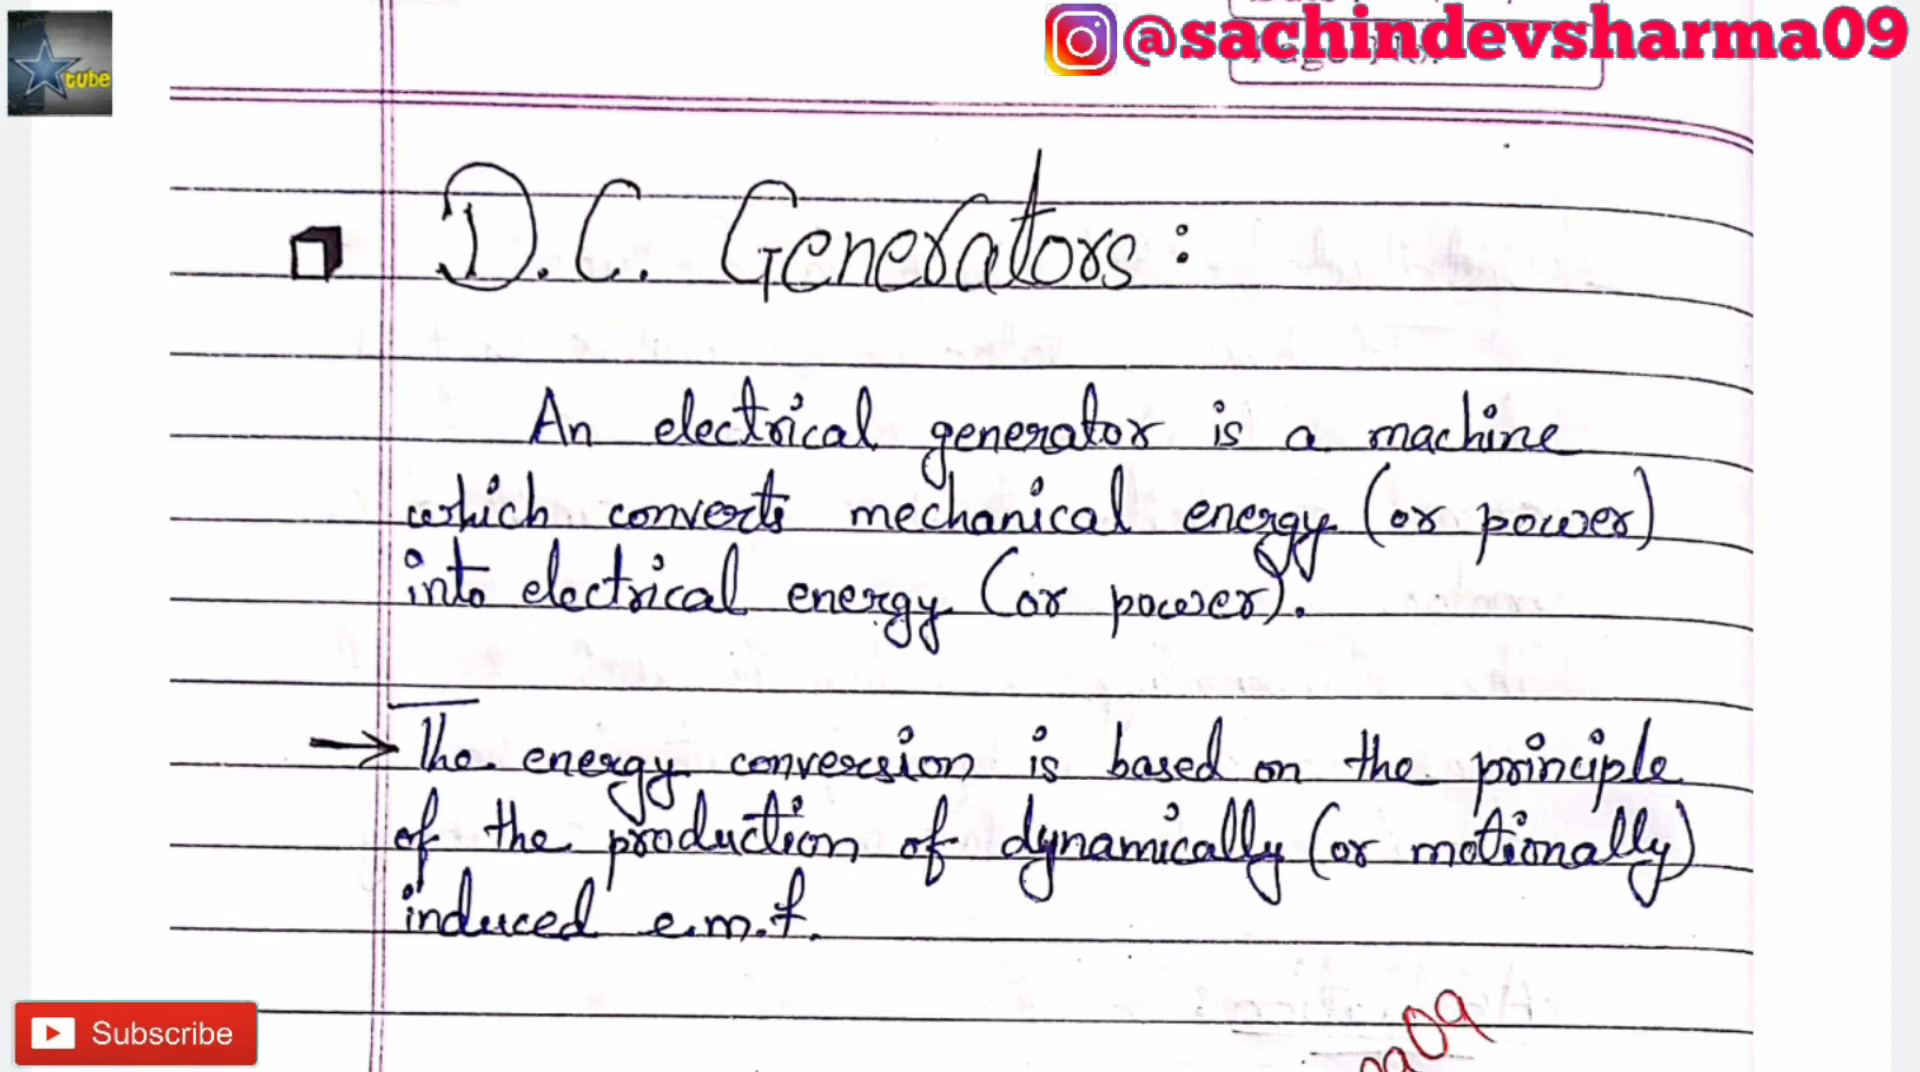 @sachindevsharma09
tube
D.C. Generators:
An electrical generator is a machine
which converts mechanical energy (or power)
into electrical energy (or power).
→ The energy conversion is based on the principle
of the production of dynamically (or motionally)
induced e.m.f.
Subscribe